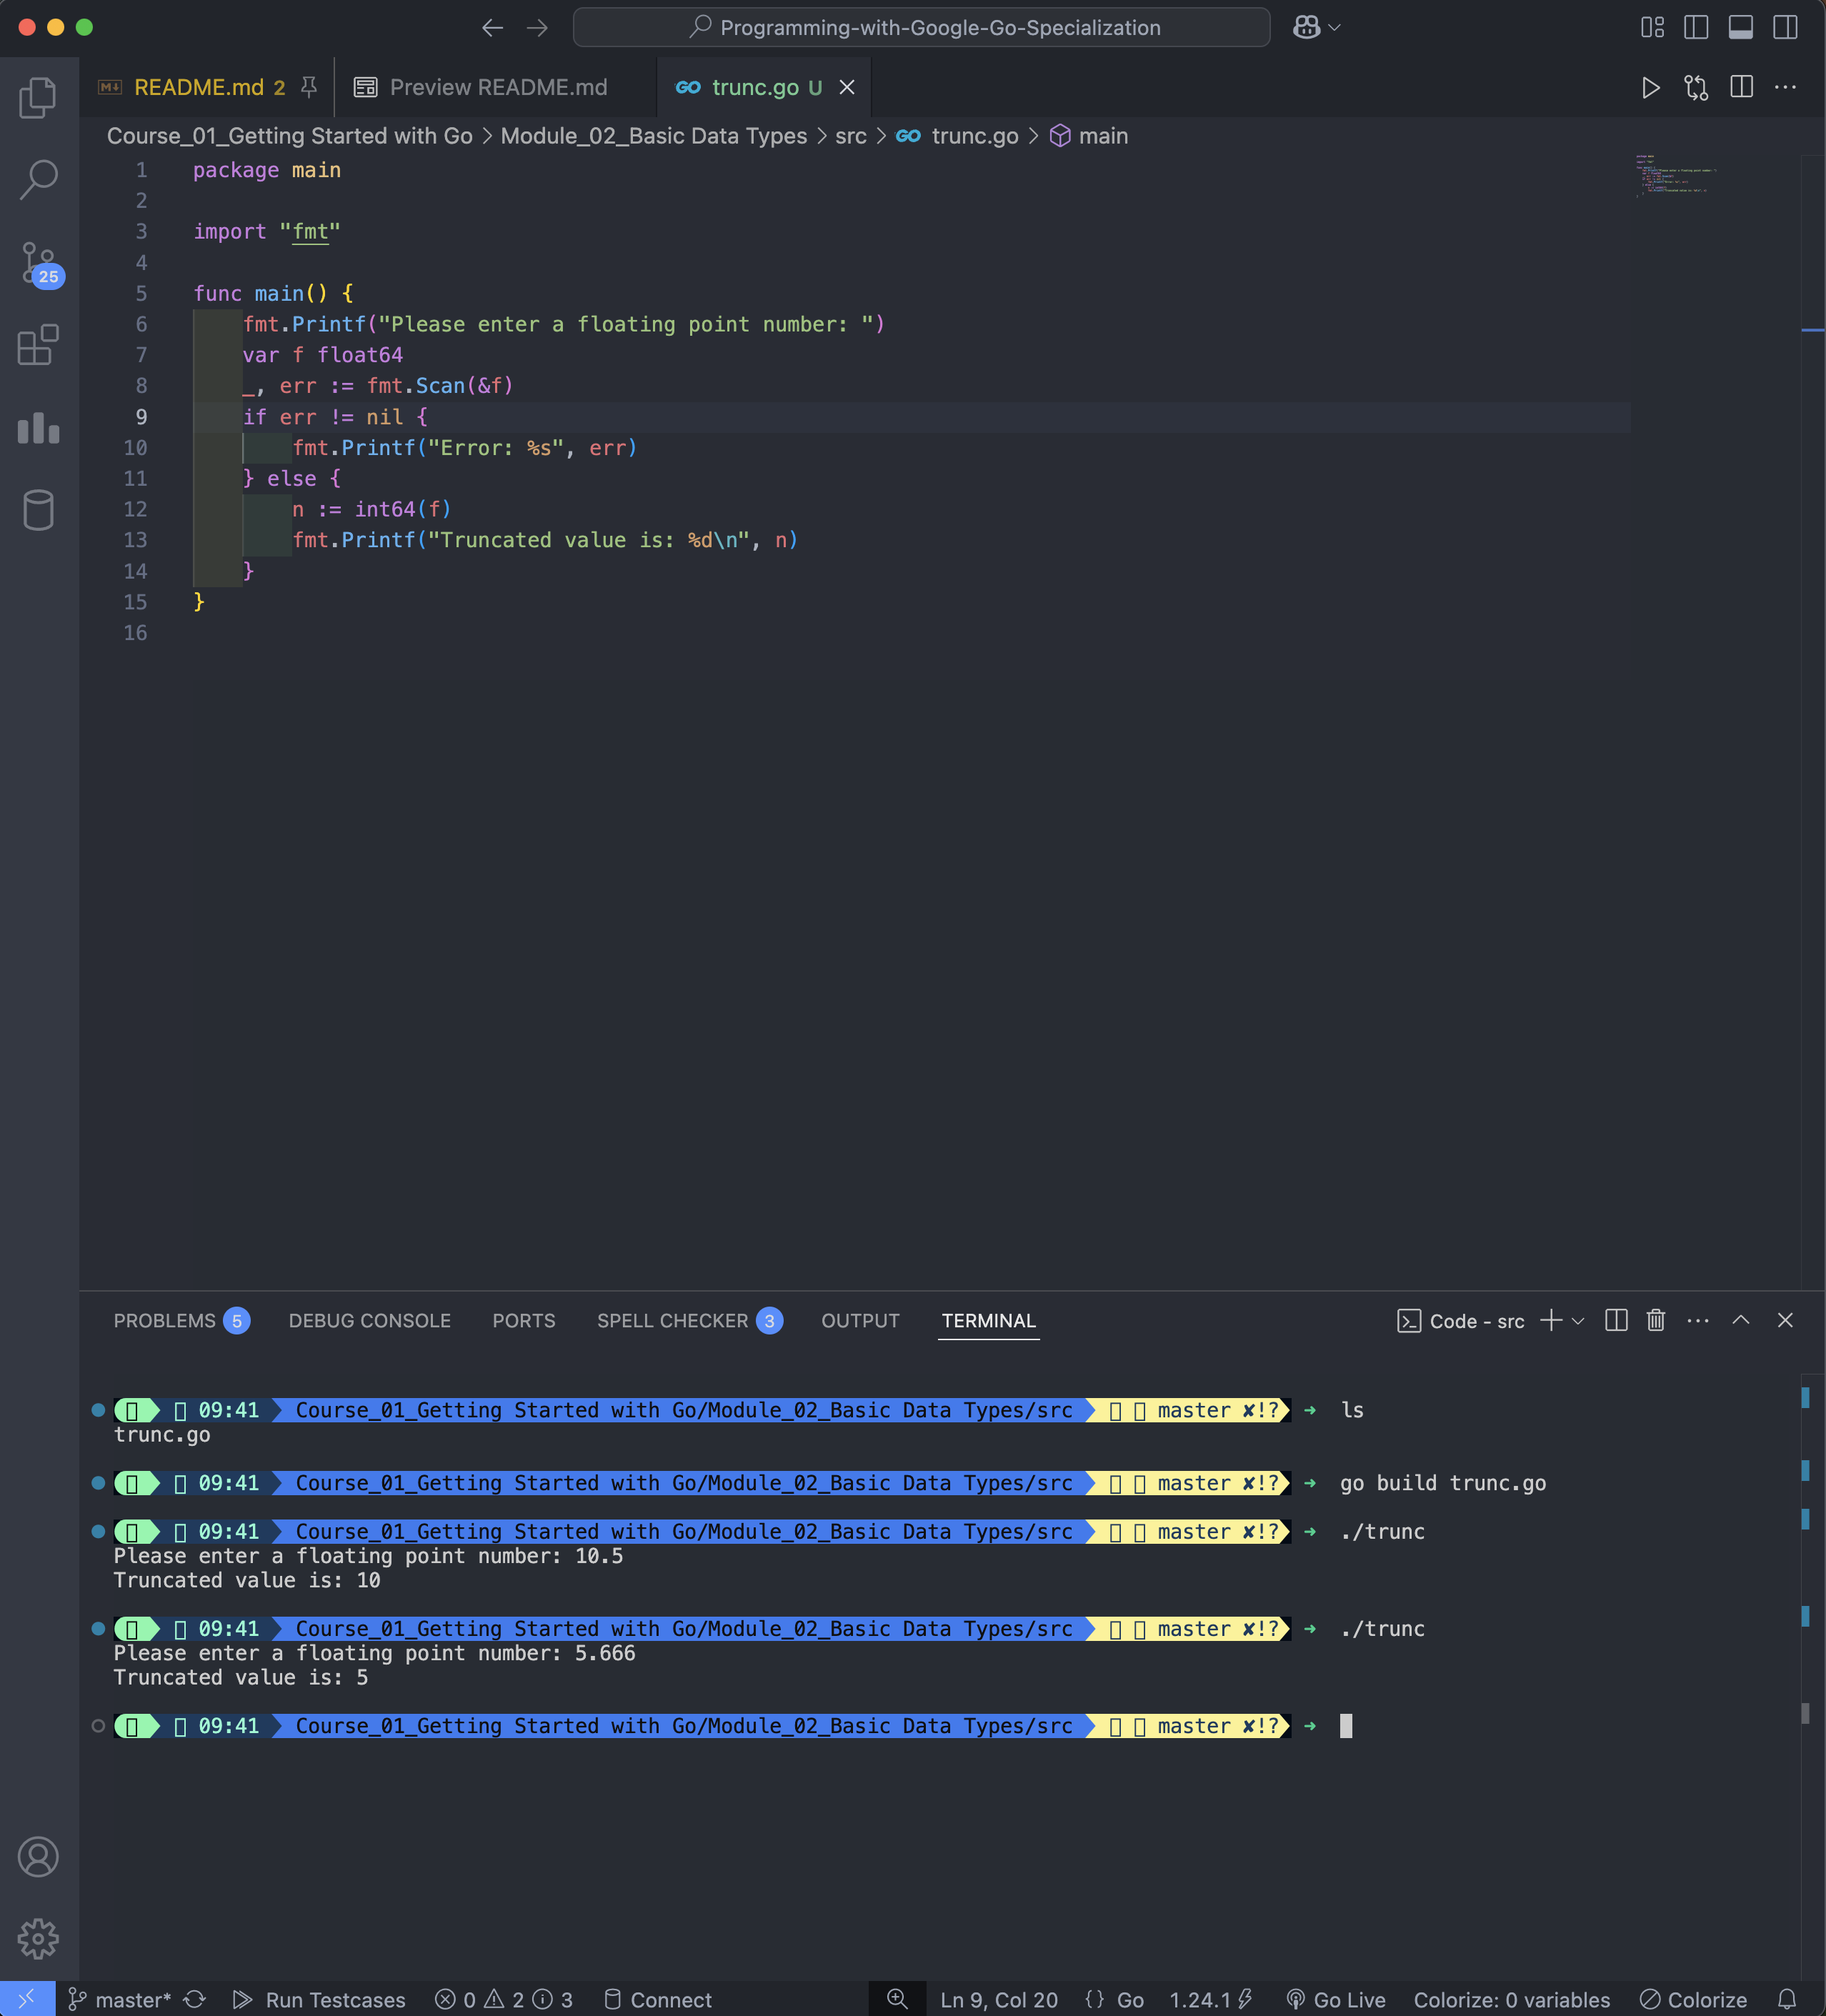 Programming-with-Google-Go-Specialization
README.md 2
Preview README.md
GO trunc.go U
Course_01_Getting Started with Go > Module_02_Basic Data Types > src > GO trunc.go > main
1 package main
2
3 import "fmt"
4
5 func main() {
6 fmt.Printf("Please enter a floating point number: ")
7 var f float64
8 _, err := fmt.Scan(&f)
9 if err != nil {
10 fmt.Printf("Error: %s", err)
11 } else {
12 n := int64(f)
13 fmt.Printf("Truncated value is: %d\n", n)
14 }
15 }
16
25
PROBLEMS 5 DEBUG CONSOLE PORTS SPELL CHECKER 3 OUTPUT TERMINAL Code - src
09:41 Course_01_Getting Started with Go/Module_02_Basic Data Types/src master ✘!? ➜ ls
trunc.go
09:41 Course_01_Getting Started with Go/Module_02_Basic Data Types/src master ✘!? ➜ go build trunc.go
09:41 Course_01_Getting Started with Go/Module_02_Basic Data Types/src master ✘!? ➜ ./trunc
Please enter a floating point number: 10.5
Truncated value is: 10
09:41 Course_01_Getting Started with Go/Module_02_Basic Data Types/src master ✘!? ➜ ./trunc
Please enter a floating point number: 5.666
Truncated value is: 5
09:41 Course_01_Getting Started with Go/Module_02_Basic Data Types/src master ✘!? ➜
master* Run Testcases 0 2 3 Connect Ln 9, Col 20 {} Go 1.24.1 Go Live Colorize: 0 variables Colorize